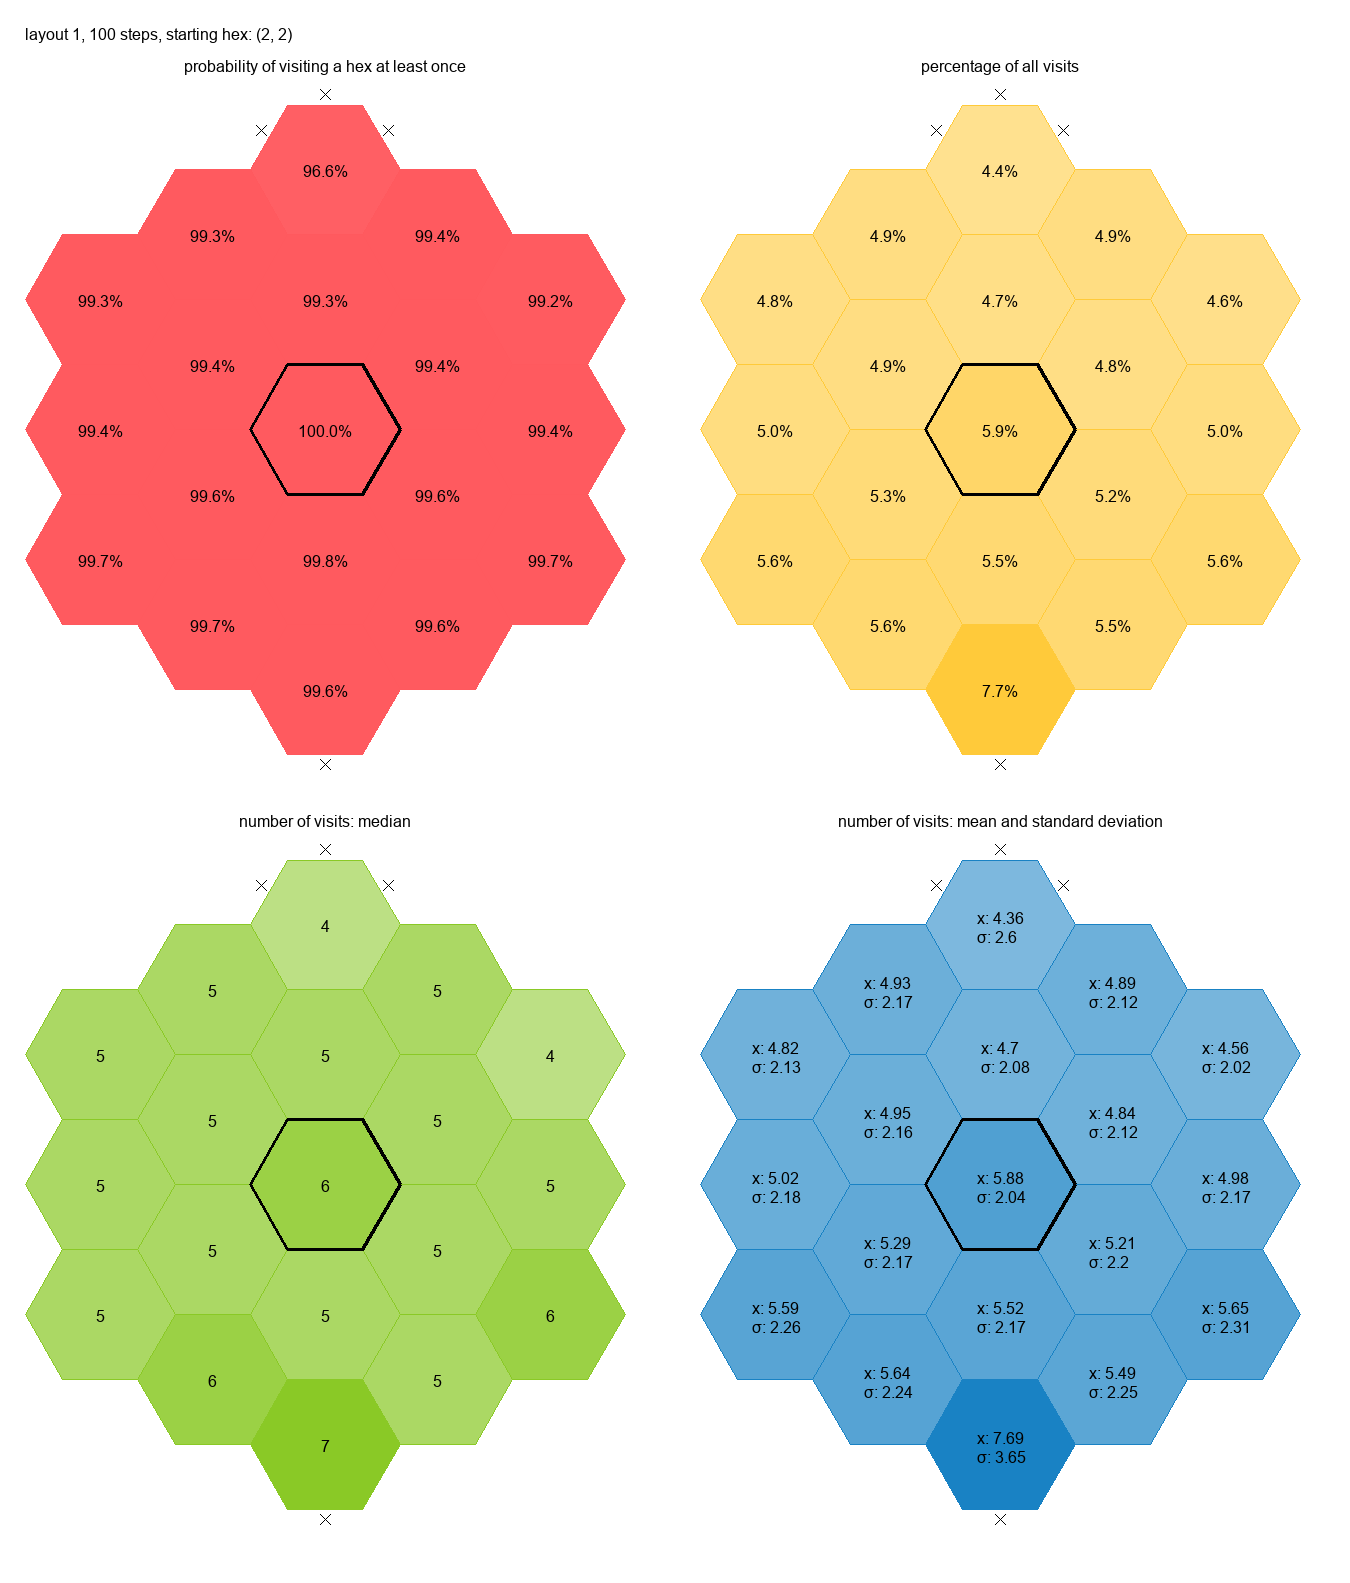 layout 1, 100 steps, starting hex: (2, 2)
probability of visiting a hex at least once
96.6%
99.3%
99.4%
99.3%
99.3%
99.2%
99.4%
99.4%
99.4%
100.0%
99.4%
99.6%
99.6%
99.7%
99.8%
99.7%
99.7%
99.6%
99.6%
percentage of all visits
4.4%
4.9%
4.9%
4.8%
4.7%
4.6%
4.9%
4.8%
5.0%
5.9%
5.0%
5.3%
5.2%
5.6%
5.5%
5.6%
5.6%
5.5%
7.7%
number of visits: median
4
5
5
5
5
4
5
5
5
6
5
5
5
5
5
6
6
5
7
number of visits: mean and standard deviation
x: 4.36
σ: 2.6
x: 4.93
σ: 2.17
x: 4.89
σ: 2.12
x: 4.82
σ: 2.13
x: 4.7
σ: 2.08
x: 4.56
σ: 2.02
x: 4.95
σ: 2.16
x: 4.84
σ: 2.12
x: 5.02
σ: 2.18
x: 5.88
σ: 2.04
x: 4.98
σ: 2.17
x: 5.29
σ: 2.17
x: 5.21
σ: 2.2
x: 5.59
σ: 2.26
x: 5.52
σ: 2.17
x: 5.65
σ: 2.31
x: 5.64
σ: 2.24
x: 5.49
σ: 2.25
x: 7.69
σ: 3.65